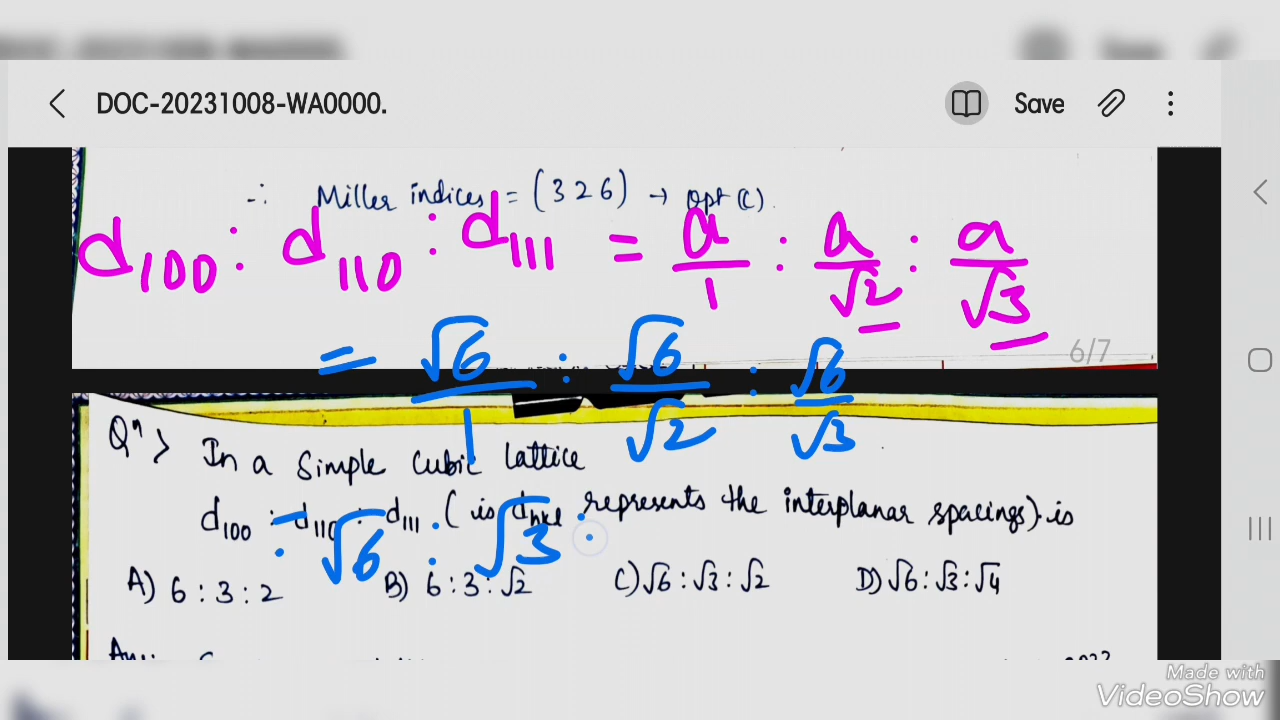 DOC-20231008-WA0000.
Save
∴ Miller indices = (3 2 6) → opt (C).
d100 : d110 : d111 = a/1 : a/√2 : a/√3
= √6/1 : √6/√2 : √6/√3
6/7
Qn> In a simple cubic lattice
d100 : d110 : d111 (is dhkl represents the interplanar spacings) is
= √6 : √3 :
A) 6 : 3 : 2 B) 6 : 3 : √2 C) √6 : √3 : √2 D) √6 : √3 : √4
Made with
VideoShow